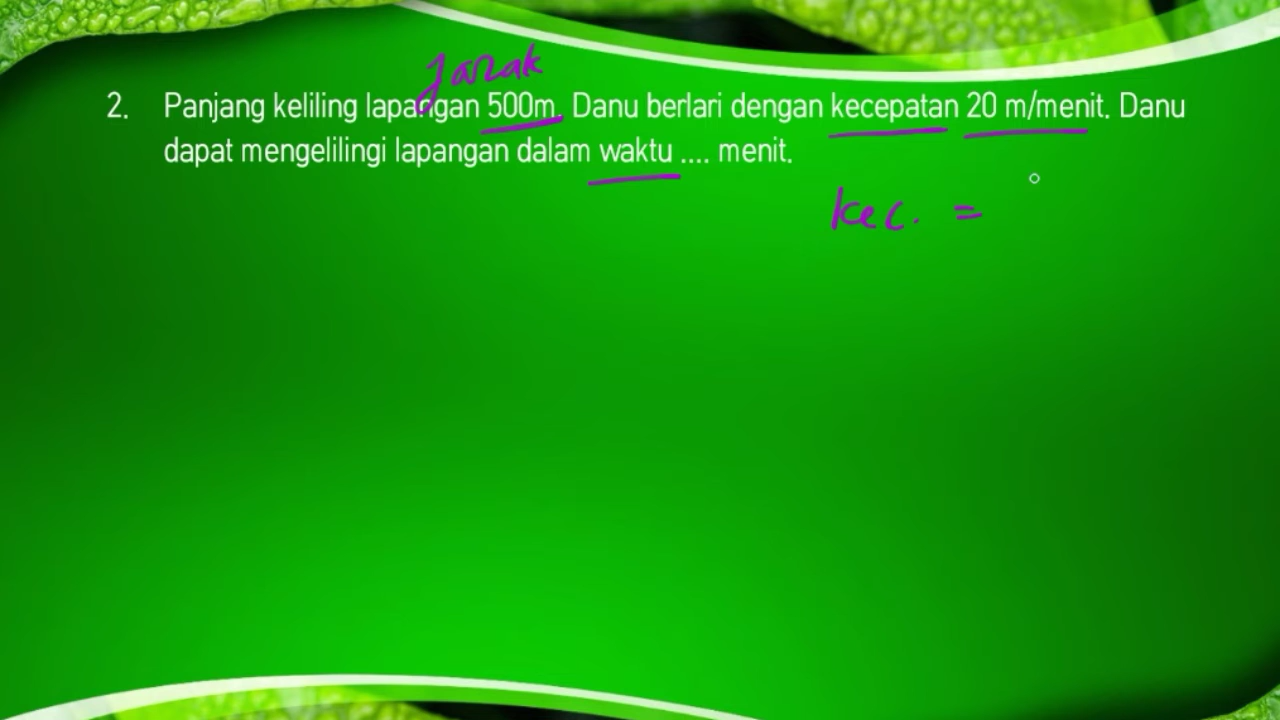 Jarak
2. Panjang keliling lapangan 500m. Danu berlari dengan kecepatan 20 m/menit. Danu
dapat mengelilingi lapangan dalam waktu .... menit.
kec. =